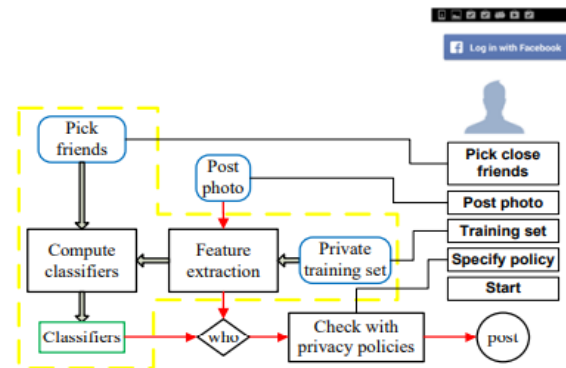 Log in with Facebook
Pick
friends
Post
photo
Pick close
friends
Post photo
Compute
classifiers
Feature
extraction
Private
training set
Training set
Specify policy
Start
Classifiers
who
Check with
privacy policies
post